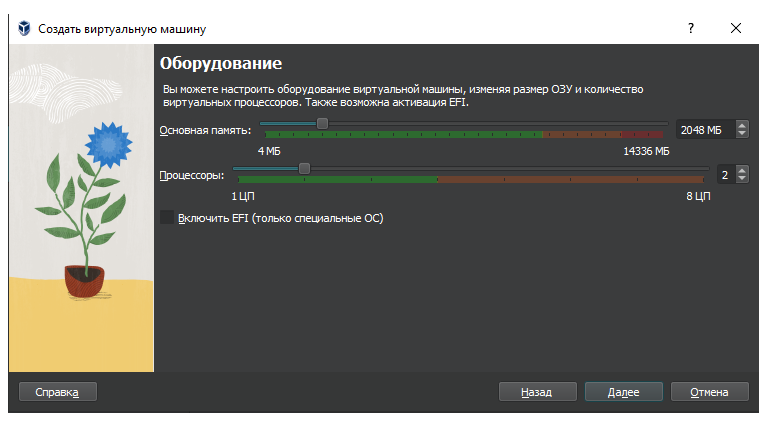 Создать виртуальную машину
?
Оборудование
Вы можете настроить оборудование виртуальной машины, изменяя размер ОЗУ и количество
виртуальных процессоров. Также возможна активация EFI.
Основная память:
2048 МБ
4 МБ
14336 МБ
Процессоры:
2
1 ЦП
8 ЦП
Включить EFI (только специальные ОС)
Справка
Назад
Далее
Отмена